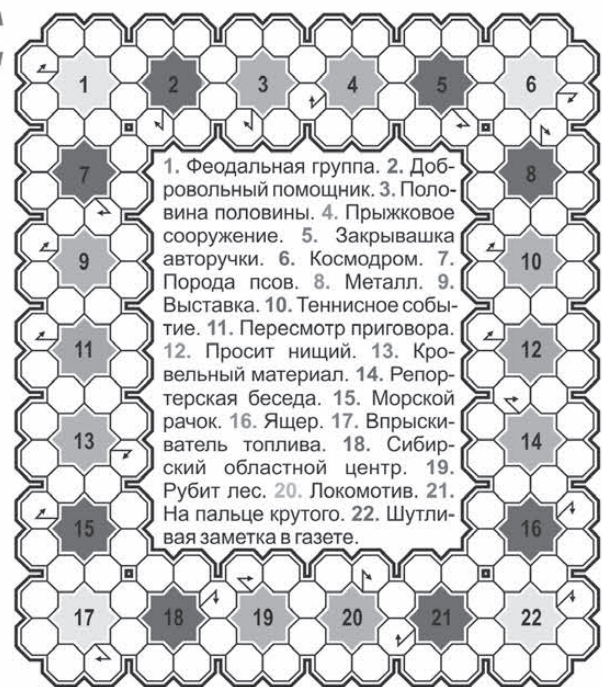 1 2 3 4 5 6
7 8
9 10
11 12
13 14
15 16
17 18 19 20 21 22
1. Феодальная группа. 2. Доб-
ровольный помощник. 3. Поло-
вина половины. 4. Прыжковое
сооружение. 5. Закрывашка
авторучки. 6. Космодром. 7.
Порода псов. 8. Металл. 9.
Выставка. 10. Теннисное собы-
тие. 11. Пересмотр приговора.
12. Просит нищий. 13. Кро-
вельный материал. 14. Репор-
терская беседа. 15. Морской
рачок. 16. Ящер. 17. Впрыски-
ватель топлива. 18. Сибир-
ский областной центр. 19.
Рубит лес. 20. Локомотив. 21.
На пальце крутого. 22. Шутли-
вая заметка в газете.